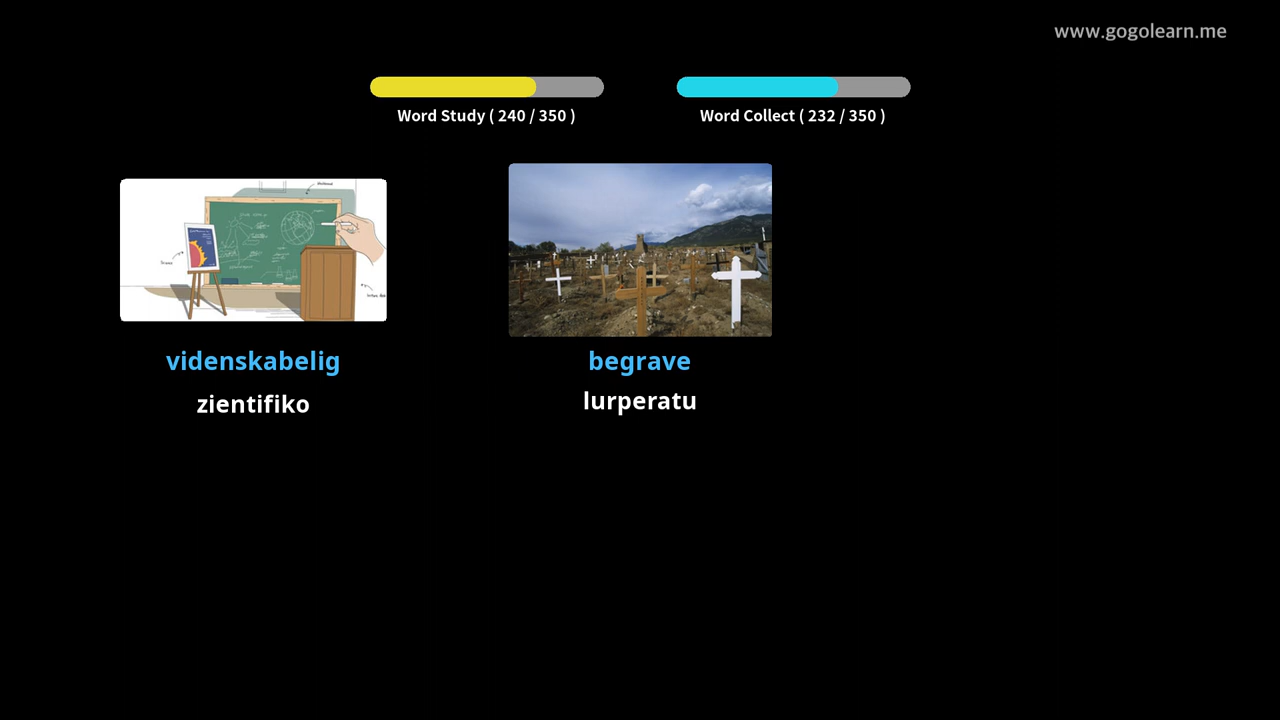 www.gogolearn.me
Word Study ( 240 / 350 )
Word Collect ( 232 / 350 )
videnskabelig
zientifiko
begrave
lurperatu